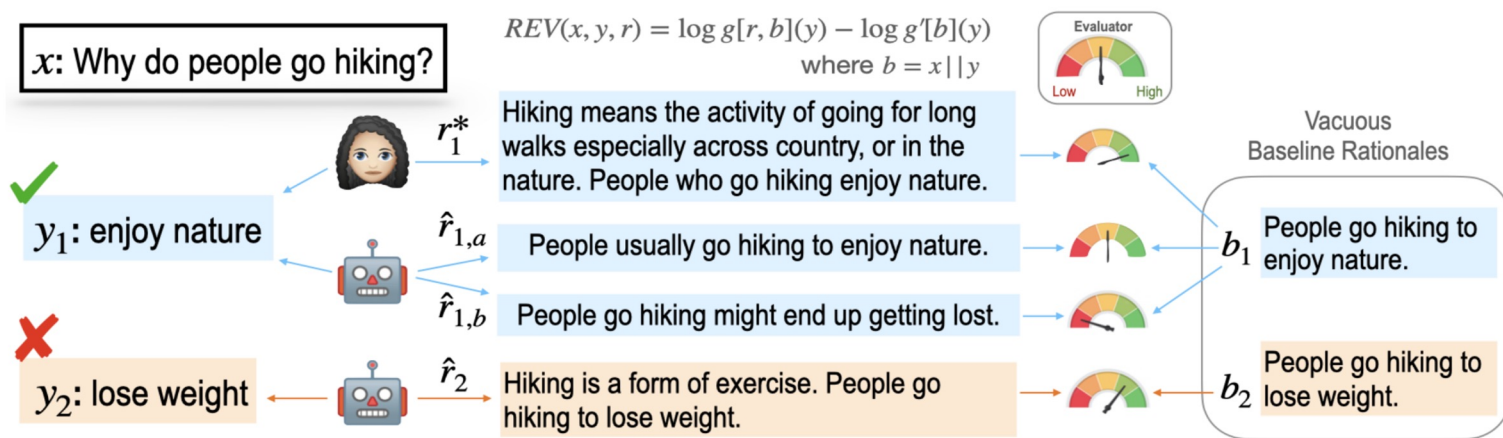 x: Why do people go hiking?
REV(x, y, r) = log g[r, b](y) − log g′[b](y)
where b = x||y
Evaluator
Low
High
r₁*
Hiking means the activity of going for long
walks especially across country, or in the
nature. People who go hiking enjoy nature.
Vacuous
Baseline Rationales
y₁: enjoy nature
r̂₁,ₐ
People usually go hiking to enjoy nature.
b₁
People go hiking to
enjoy nature.
r̂₁,b
People go hiking might end up getting lost.
y₂: lose weight
r̂₂
Hiking is a form of exercise. People go
hiking to lose weight.
b₂
People go hiking to
lose weight.